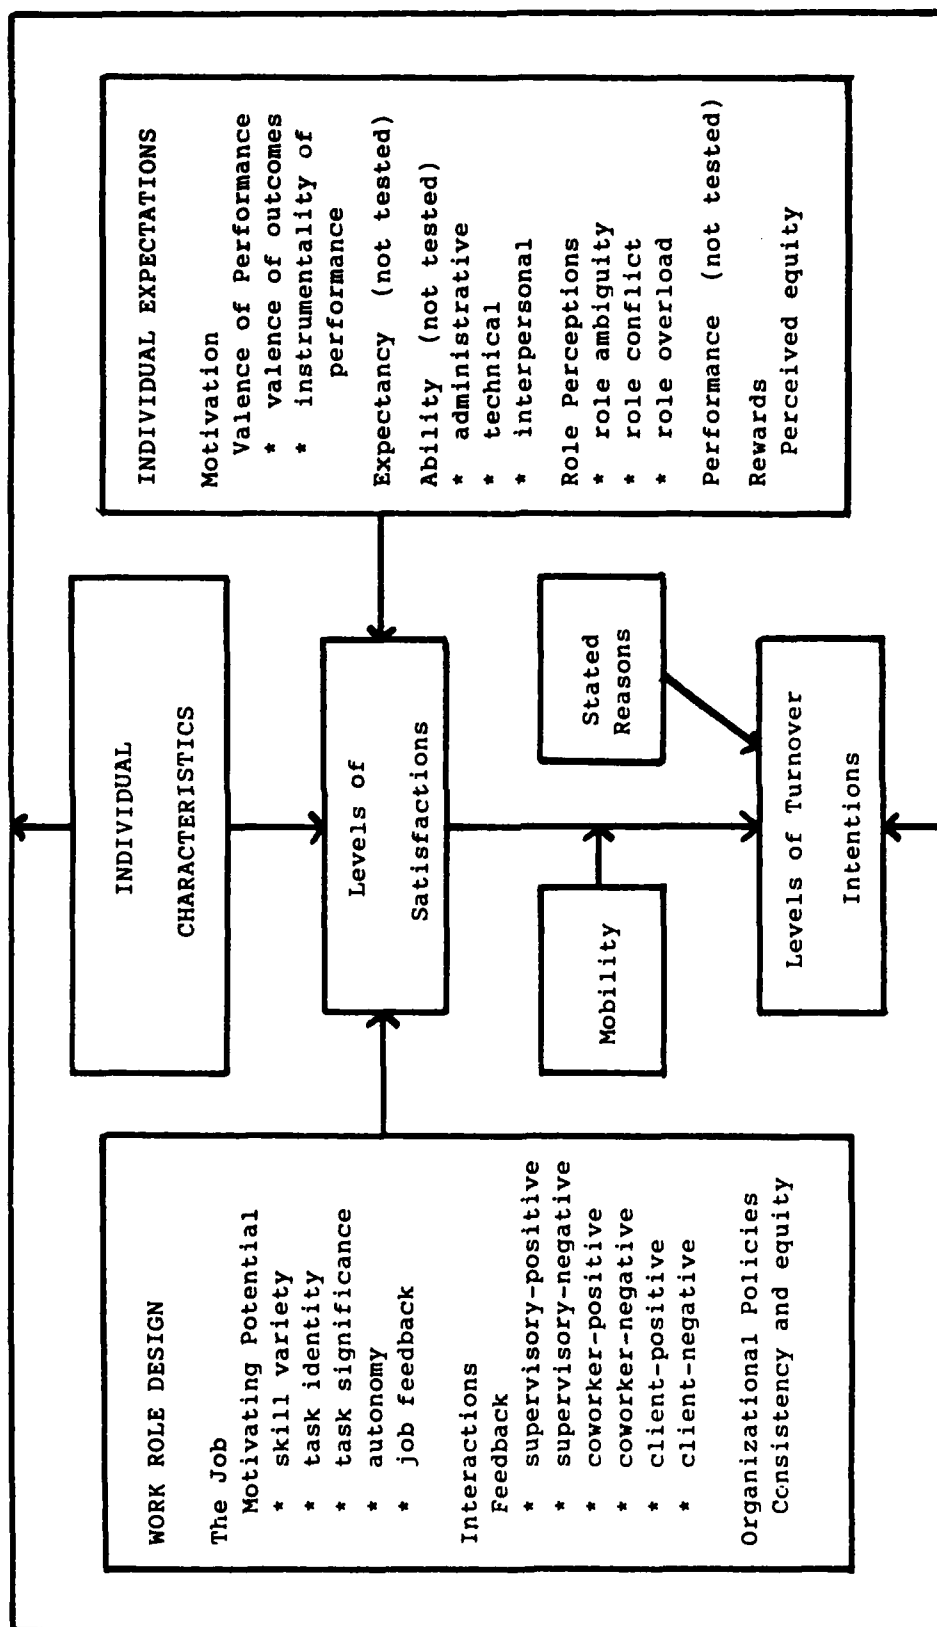 WORK ROLE DESIGN
The Job
Motivating Potential
* skill variety
* task identity
* task significance
* autonomy
* job feedback
Interactions
Feedback
* supervisory-positive
* supervisory-negative
* coworker-positive
* coworker-negative
* client-positive
* client-negative
Organizational Policies
Consistency and equity
INDIVIDUAL
CHARACTERISTICS
Levels of
Satisfactions
Mobility
Stated
Reasons
Levels of Turnover
Intentions
INDIVIDUAL EXPECTATIONS
Motivation
Valence of Performance
* valence of outcomes
* instrumentality of
performance
Expectancy (not tested)
Ability (not tested)
* administrative
* technical
* interpersonal
Role Perceptions
* role ambiguity
* role conflict
* role overload
Performance (not tested)
Rewards
Perceived equity